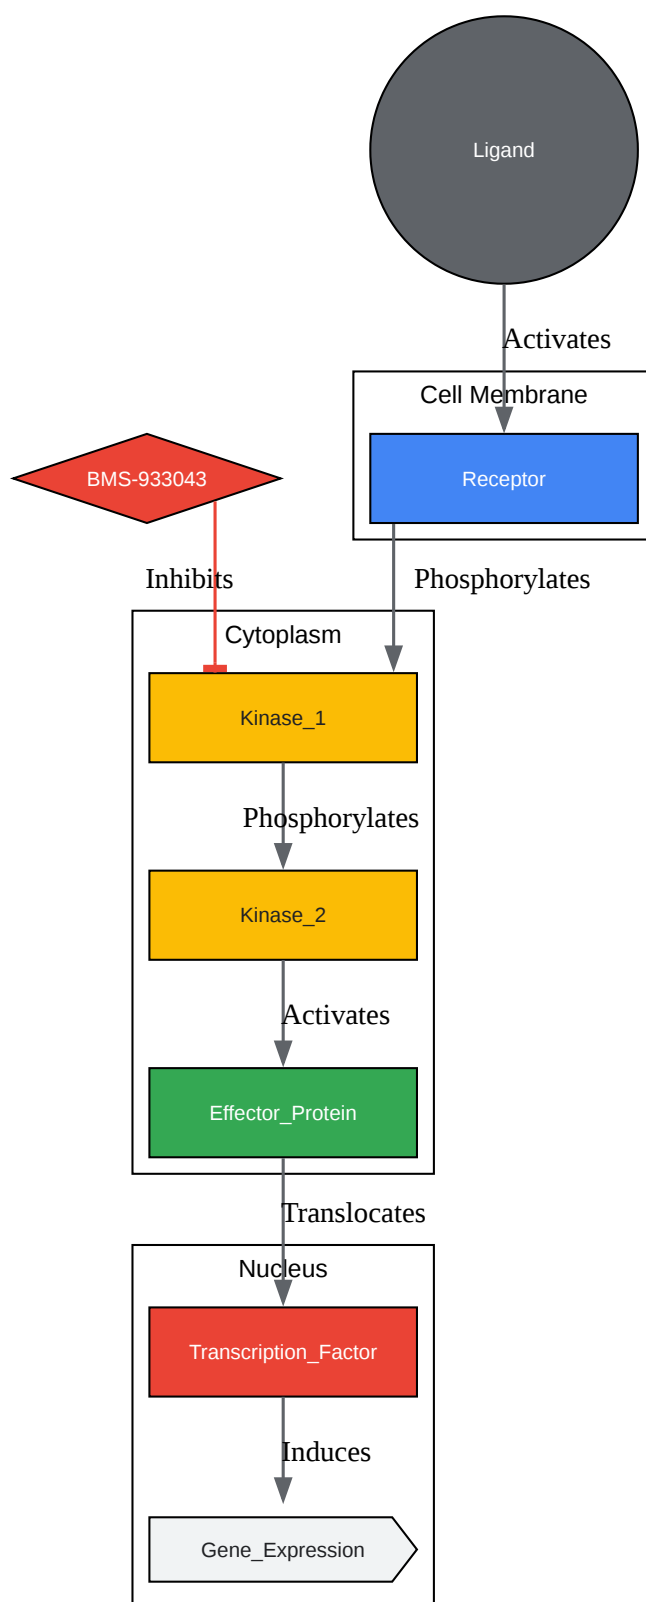 Ligand
Activates
Cell Membrane
Receptor
BMS-933043
Inhibits
Phosphorylates
Cytoplasm
Kinase_1
Phosphorylates
Kinase_2
Activates
Effector_Protein
Translocates
Nucleus
Transcription_Factor
Induces
Gene_Expression